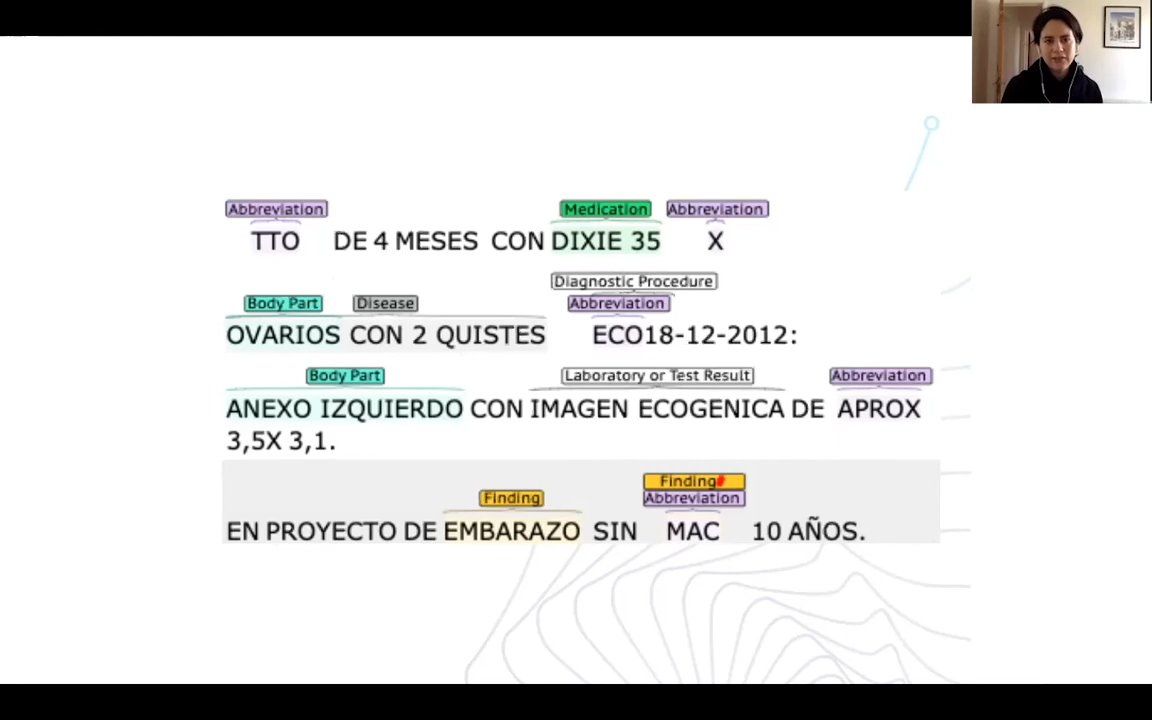 Abbreviation Medication Abbreviation
TTO DE 4 MESES CON DIXIE 35 X
Diagnostic Procedure
Body Part Disease Abbreviation
OVARIOS CON 2 QUISTES ECO18-12-2012:
Body Part Laboratory or Test Result Abbreviation
ANEXO IZQUIERDO CON IMAGEN ECOGENICA DE APROX
3,5X 3,1.
Finding
Finding Abbreviation
EN PROYECTO DE EMBARAZO SIN MAC 10 AÑOS.